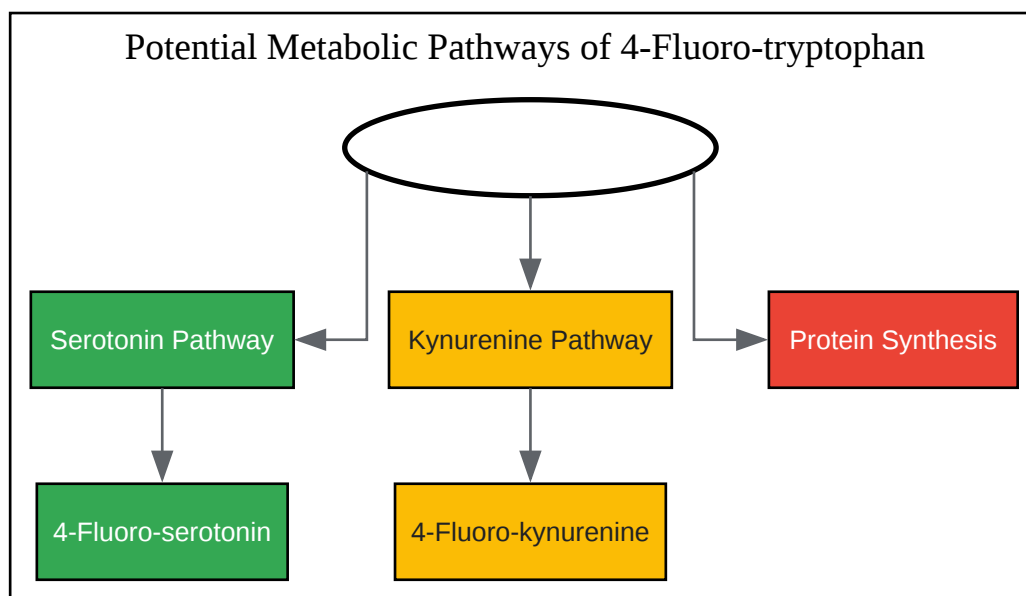 Potential Metabolic Pathways of 4-Fluoro-tryptophan
Serotonin Pathway
Kynurenine Pathway
Protein Synthesis
4-Fluoro-serotonin
4-Fluoro-kynurenine